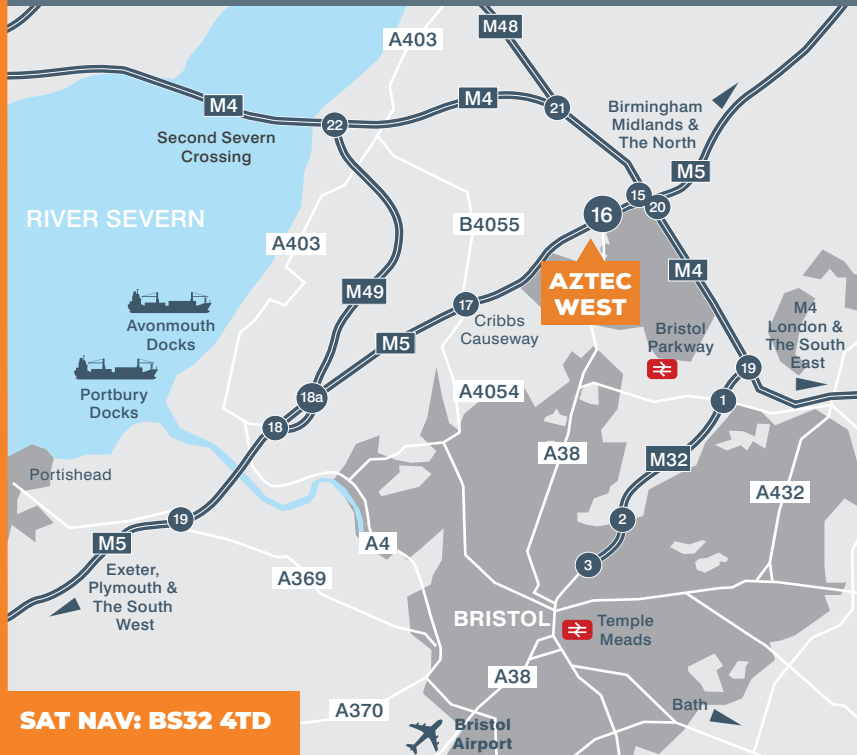 M48
A403
M4
M4
21
22
Birmingham
Midlands &
The North
Second Severn
Crossing
M5
15
20
16
RIVER SEVERN
B4055
A403
M4
AZTEC
WEST
M49
17
Cribbs
Causeway
M4
London &
The South
East
Avonmouth
Docks
M5
Bristol
Parkway
Portbury
Docks
19
A4054
18a
1
18
A38
M32
Portishead
A432
19
2
M5
A4
3
Exeter,
Plymouth &
The South
West
A369
BRISTOL
Temple
Meads
A38
A370
Bath
SAT NAV: BS32 4TD
Bristol
Airport